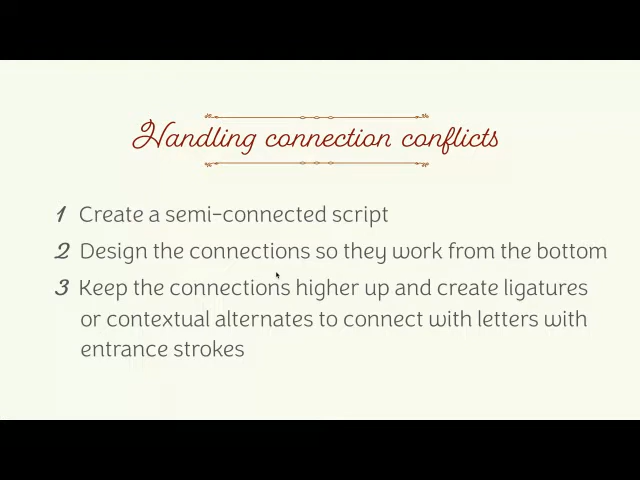 Handling connection conflicts
1 Create a semi-connected script
2 Design the connections so they work from the bottom
3 Keep the connections higher up and create ligatures
or contextual alternates to connect with letters with
entrance strokes